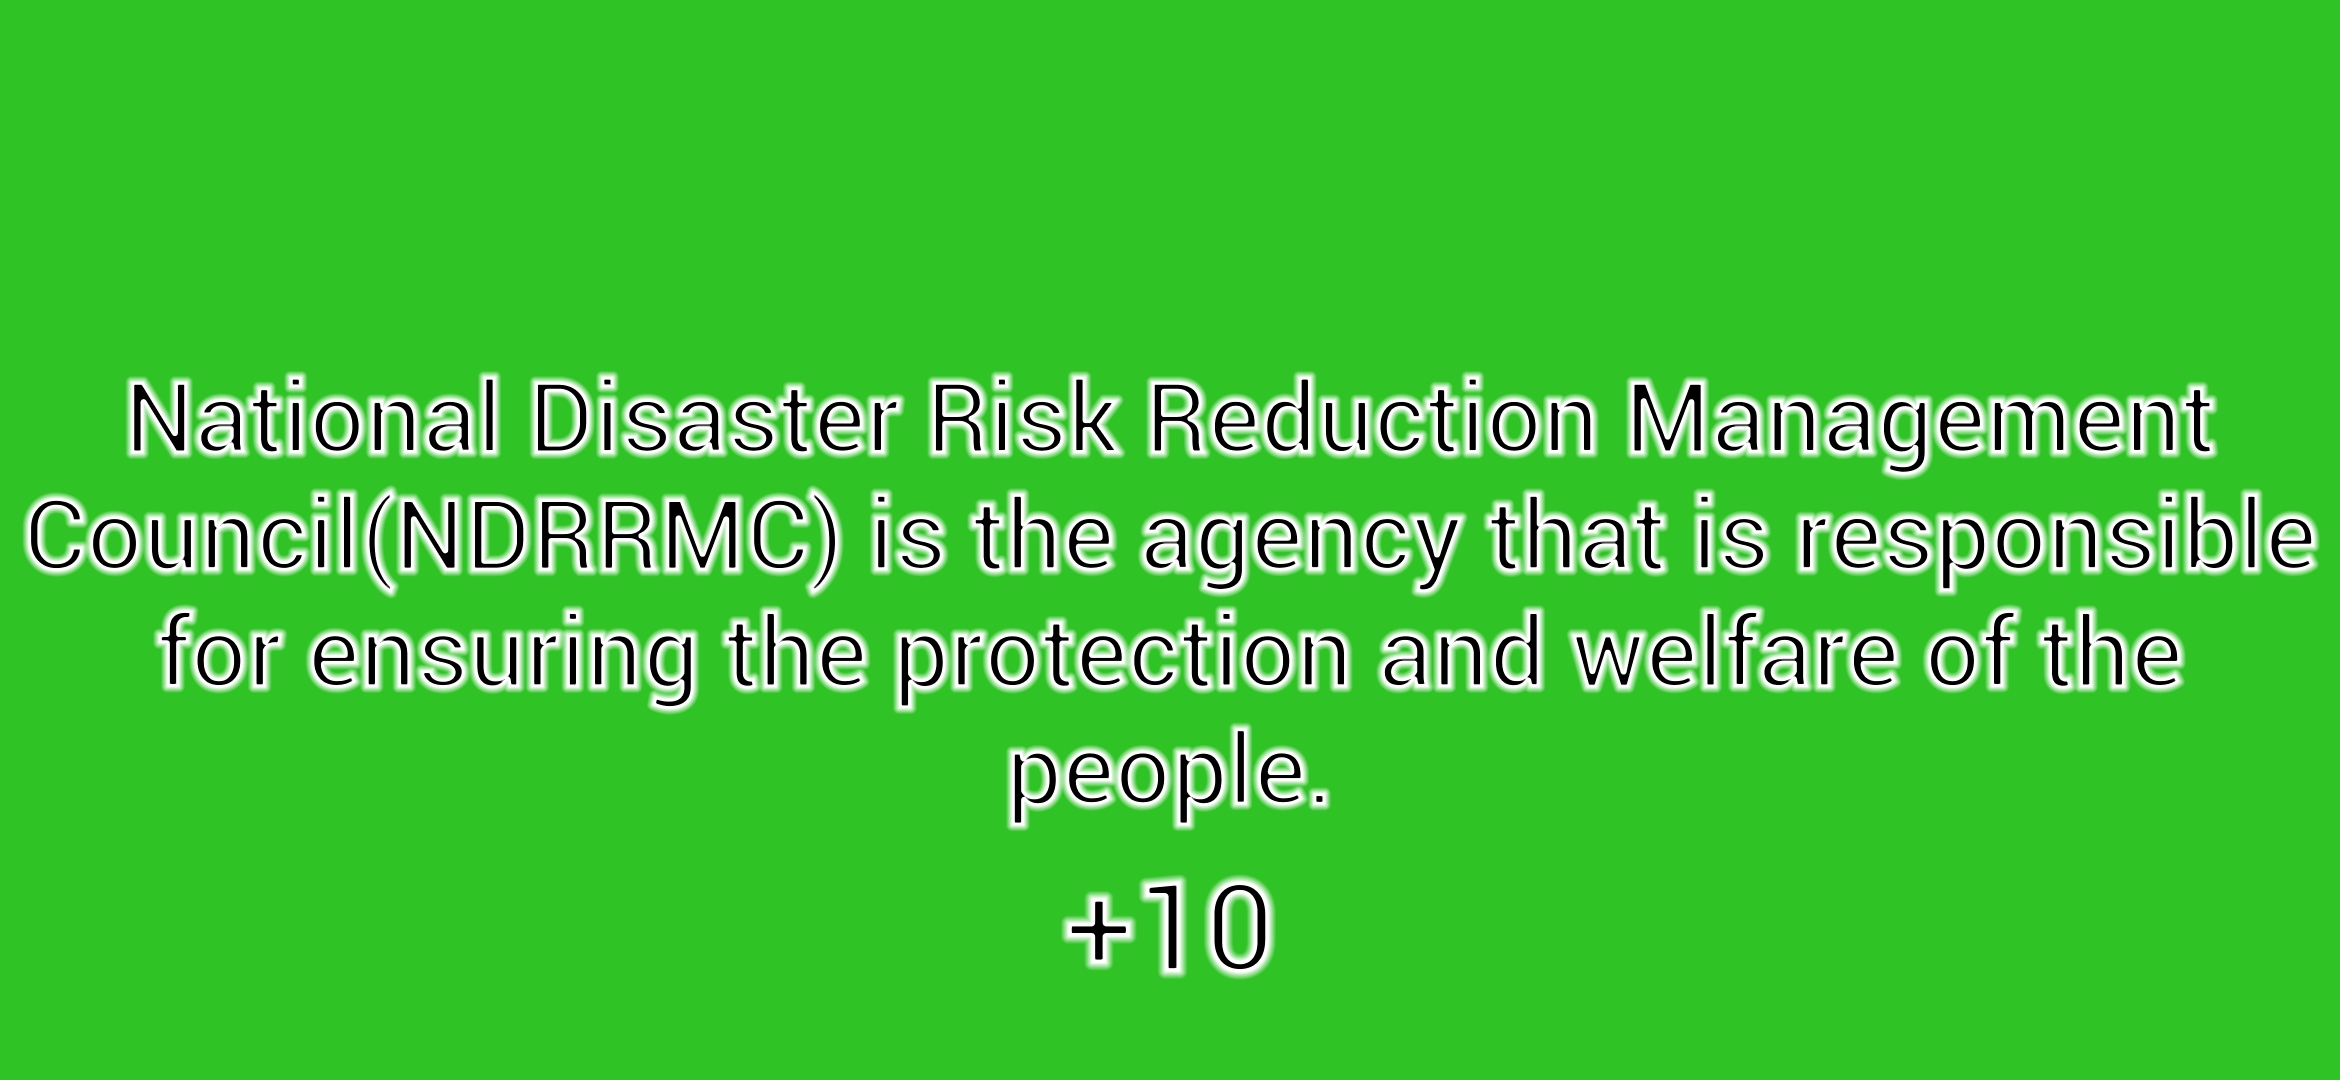 National Disaster Risk Reduction Management
Council(NDRRMC) is the agency that is responsible
for ensuring the protection and welfare of the
people.
+10